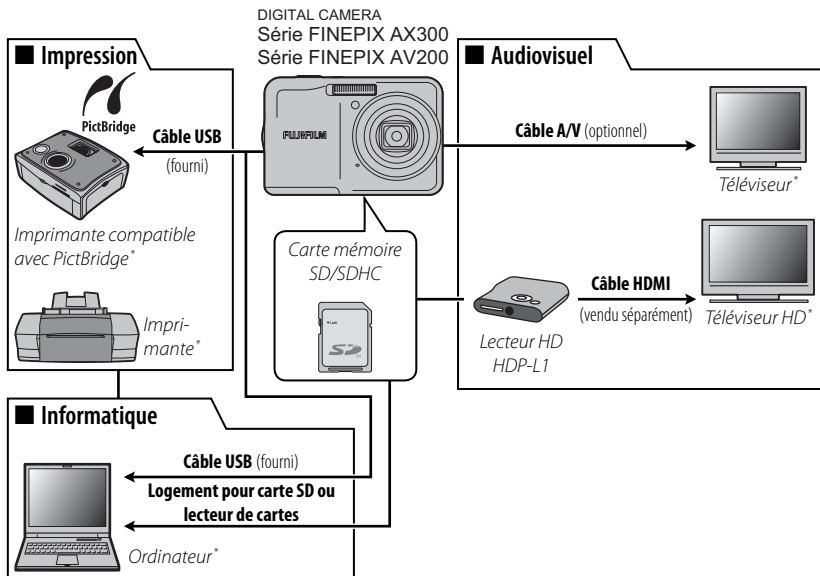 DIGITAL CAMERA
Série FINEPIX AX300
Série FINEPIX AV200
FUJIFILM
■ Impression
PictBridge
Câble USB
(fourni)
Imprimante compatible
avec PictBridge*
Impri-
mante*
Carte mémoire
SD/SDHC
Lock
SD
■ Audiovisuel
Câble A/V (optionnel)
Téléviseur*
Câble HDMI
(vendu séparément)
Téléviseur HD*
Lecteur HD
HDP-L1
■ Informatique
Câble USB (fourni)
Logement pour carte SD ou
lecteur de cartes
Ordinateur*